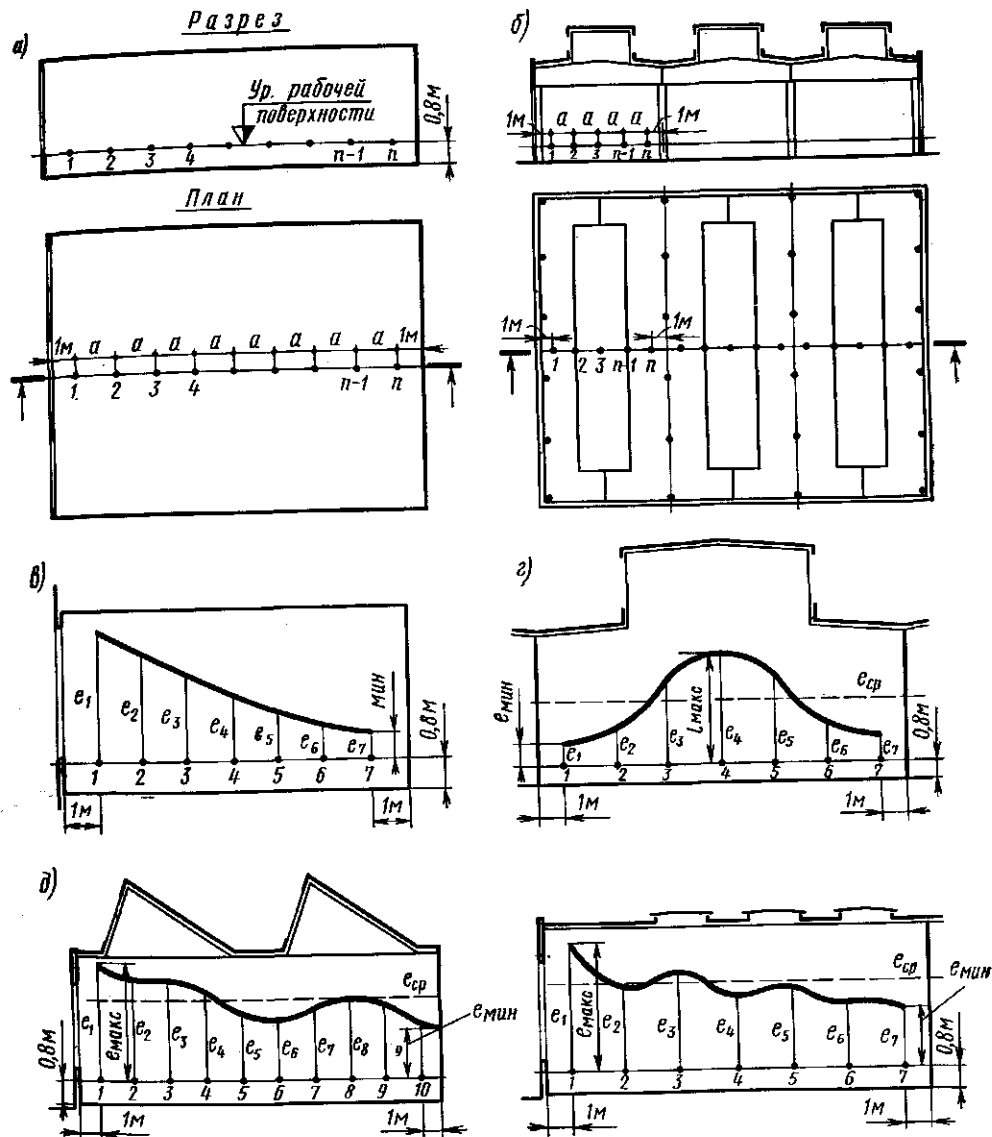 Разрез
а)
Ур. рабочей
поверхности
0,8м
1 2 3 4 n-1 n
План
1м а а а а а а а а 1м
1 2 3 4 n-1 n
б)
1м а а а а 1м
1 2 3 n-1 n
1м 1м
1 2 3 n-1 n
в)
e1 e2 e3 e4 e5 e6 e7
мин
0,8м
1 2 3 4 5 6 7
1м 1м
г)
eмин
e1 e2 e3 lмакс e4 e5 e6 e7
eср
0,8м
1 2 3 4 5 6 7
1м 1м
д)
eср
eмин
0,8м
e1 eмакс e2 e3 e4 e5 e6 e7 e8 9
1 2 3 4 5 6 7 8 9 10
1м 1м
eср
eмин
e1 eмакс e2 e3 e4 e5 e6 e7
0,8м
1 2 3 4 5 6 7
1м 1м